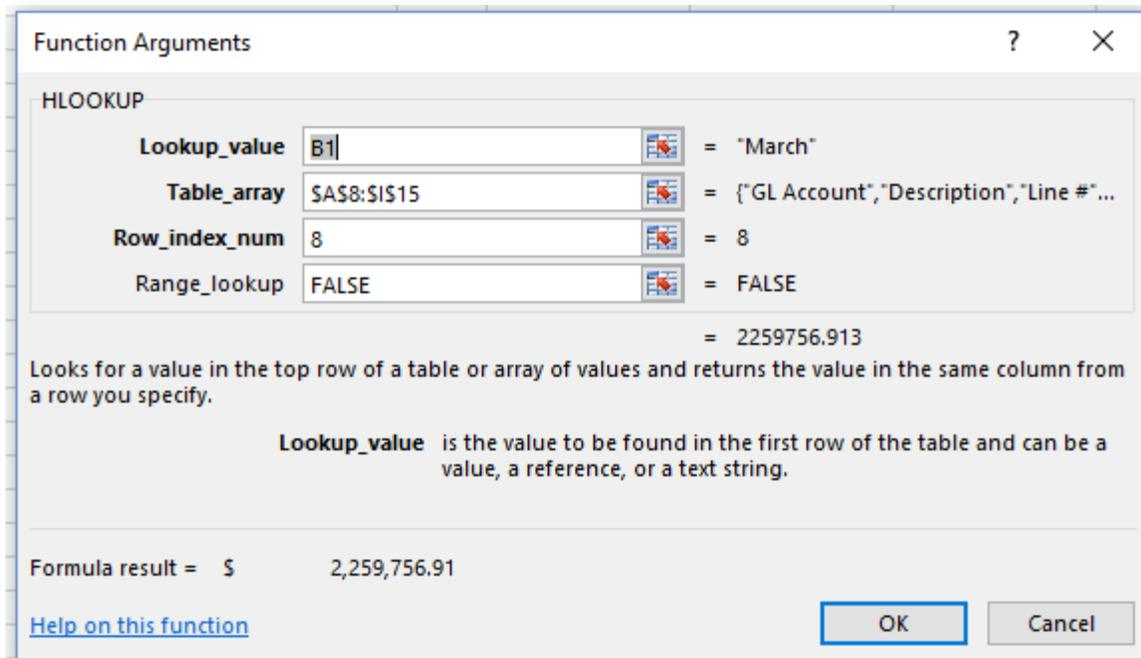 Function Arguments ? ×
HLOOKUP
Lookup_value B1 = "March"
Table_array $A$8:$I$15 = {"GL Account","Description","Line #"...
Row_index_num 8 = 8
Range_lookup FALSE = FALSE
= 2259756.913
Looks for a value in the top row of a table or array of values and returns the value in the same column from
a row you specify.
Lookup_value is the value to be found in the first row of the table and can be a
value, a reference, or a text string.
Formula result = $ 2,259,756.91
Help on this function OK Cancel